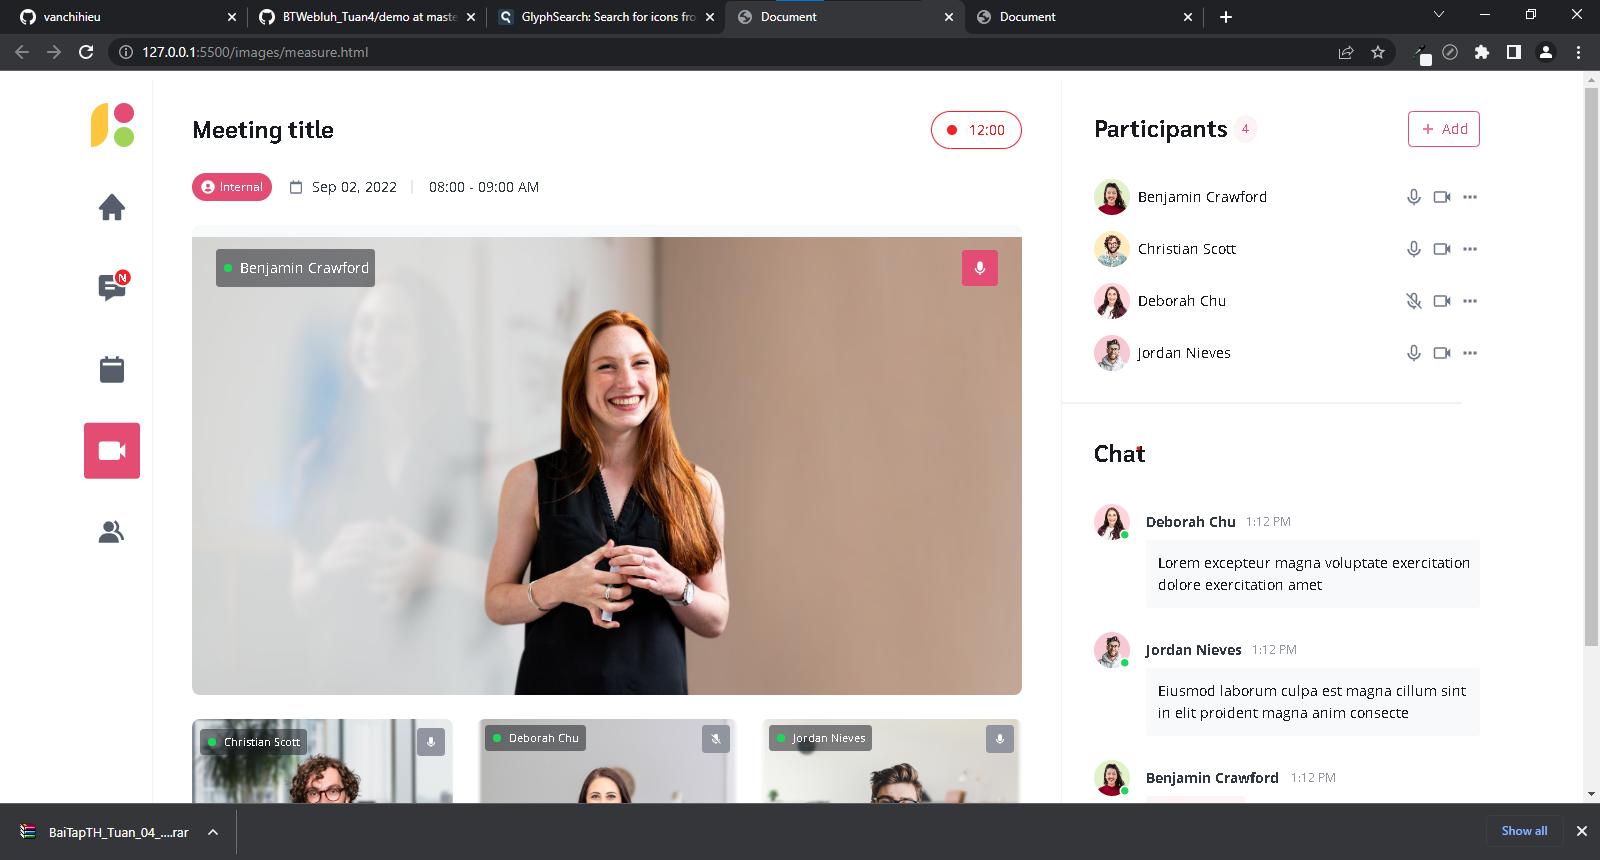 vanchihieu
BTWebluh_Tuan4/demo at maste
GlyphSearch: Search for icons fro
Document
Document
127.0.0.1:5500/images/measure.html
Meeting title
12:00
Internal
Sep 02, 2022
08:00 - 09:00 AM
Benjamin Crawford
Christian Scott
Deborah Chu
Jordan Nieves
Participants 4
+ Add
Benjamin Crawford
Christian Scott
Deborah Chu
Jordan Nieves
Chat
Deborah Chu 1:12 PM
Lorem excepteur magna voluptate exercitation
dolore exercitation amet
Jordan Nieves 1:12 PM
Eiusmod laborum culpa est magna cillum sint
in elit proident magna anim consecte
Benjamin Crawford 1:12 PM
N
BaiTapTH_Tuan_04_....rar
Show all